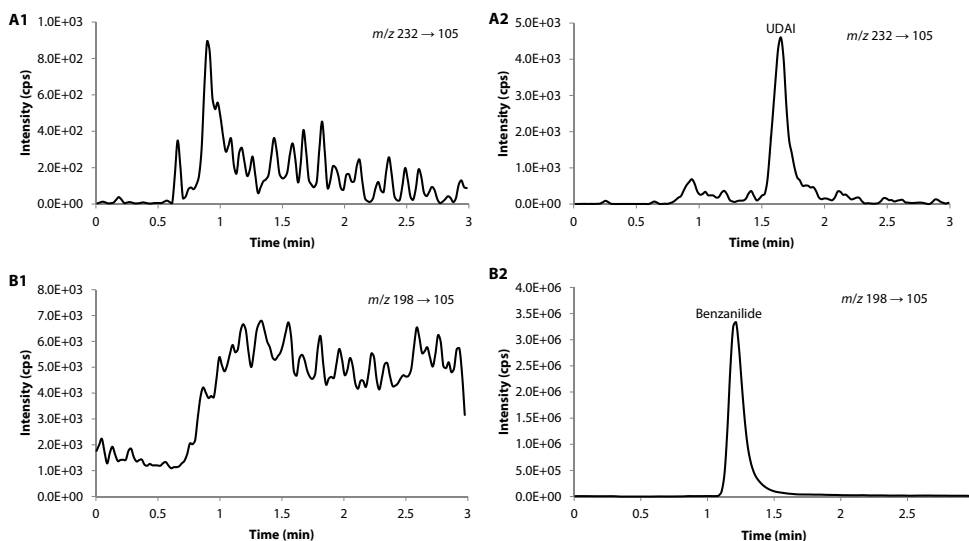 A1
1.0E+03
8.0E+02
6.0E+02
4.0E+02
2.0E+02
0.0E+00
Intensity (cps)
m/z 232 → 105
0 0.5 1 1.5 2 2.5 3
Time (min)
A2
5.0E+03
4.0E+03
3.0E+03
2.0E+03
1.0E+03
0.0E+00
Intensity (cps)
UDAI
m/z 232 → 105
0 0.5 1 1.5 2 2.5 3
Time (min)
B1
8.0E+03
7.0E+03
6.0E+03
5.0E+03
4.0E+03
3.0E+03
2.0E+03
1.0E+03
0.0E+00
Intensity (cps)
m/z 198 → 105
0 0.5 1 1.5 2 2.5 3
Time (min)
B2
4.0E+06
3.5E+06
3.0E+06
2.5E+06
2.0E+06
1.5E+06
1.0E+06
5.0E+05
0.0E+00
Intensity (cps)
Benzanilide
m/z 198 → 105
0 0.5 1 1.5 2 2.5
Time (min)